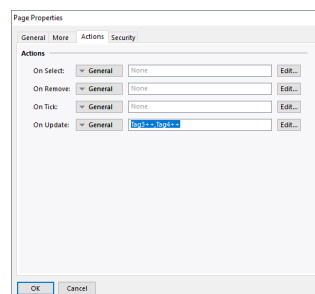 Page Properties
General More Actions Security
Actions
On Select: General None Edit...
On Remove: General None Edit...
On Tick: General None Edit...
On Update: General Tag3++,Tag4++ Edit...
OK Cancel